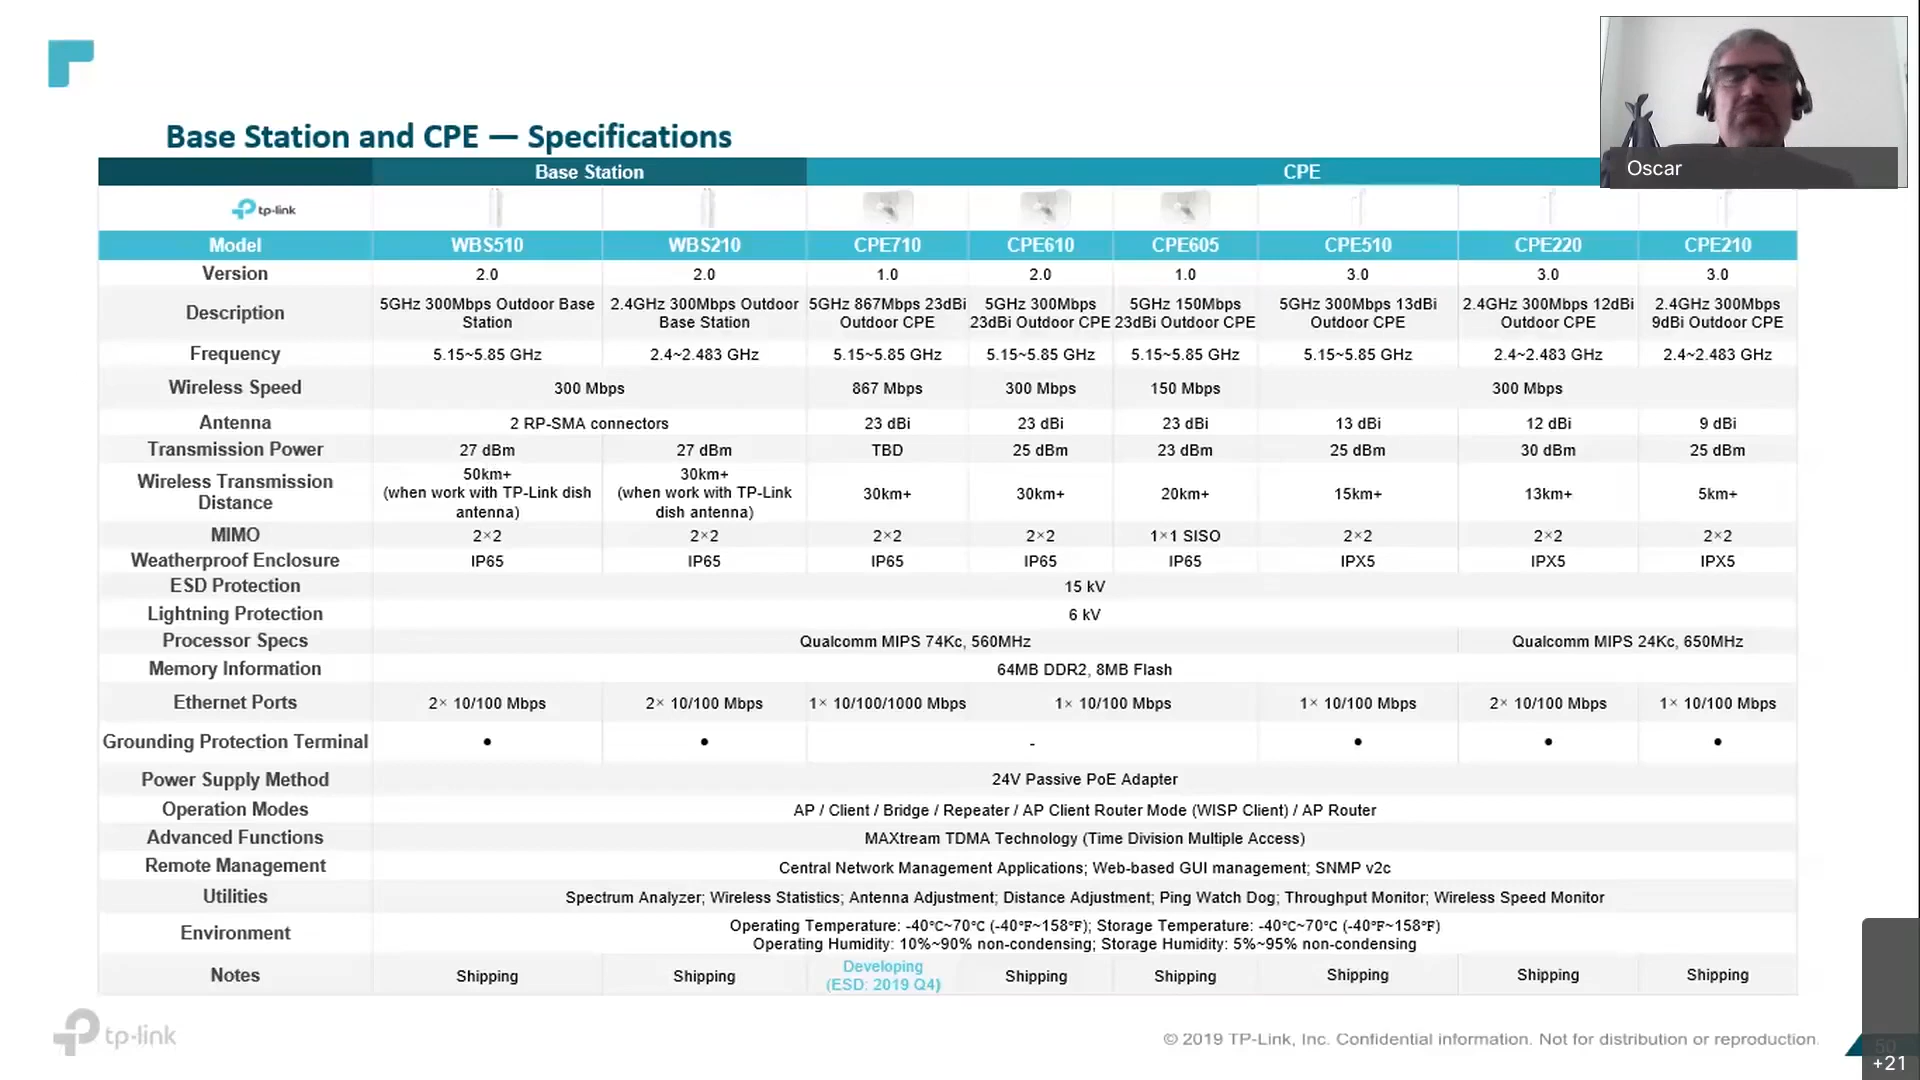 Oscar
Base Station and CPE — Specifications
Base Station CPE
tp-link
Model WBS510 WBS210 CPE710 CPE610 CPE605 CPE510 CPE220 CPE210
Version 2.0 2.0 1.0 2.0 1.0 3.0 3.0 3.0
Description 5GHz 300Mbps Outdoor Base Station 2.4GHz 300Mbps Outdoor Base Station 5GHz 867Mbps 23dBi Outdoor CPE 5GHz 300Mbps 23dBi Outdoor CPE 5GHz 150Mbps 23dBi Outdoor CPE 5GHz 300Mbps 13dBi Outdoor CPE 2.4GHz 300Mbps 12dBi Outdoor CPE 2.4GHz 300Mbps 9dBi Outdoor CPE
Frequency 5.15~5.85 GHz 2.4~2.483 GHz 5.15~5.85 GHz 5.15~5.85 GHz 5.15~5.85 GHz 5.15~5.85 GHz 2.4~2.483 GHz 2.4~2.483 GHz
Wireless Speed 300 Mbps 867 Mbps 300 Mbps 150 Mbps 300 Mbps
Antenna 2 RP-SMA connectors 23 dBi 23 dBi 23 dBi 13 dBi 12 dBi 9 dBi
Transmission Power 27 dBm 27 dBm TBD 25 dBm 23 dBm 25 dBm 30 dBm 25 dBm
Wireless Transmission Distance 50km+ (when work with TP-Link dish antenna) 30km+ (when work with TP-Link dish antenna) 30km+ 30km+ 20km+ 15km+ 13km+ 5km+
MIMO 2×2 2×2 2×2 2×2 1×1 SISO 2×2 2×2 2×2
Weatherproof Enclosure IP65 IP65 IP65 IP65 IP65 IPX5 IPX5 IPX5
ESD Protection 15 kV
Lightning Protection 6 kV
Processor Specs Qualcomm MIPS 74Kc, 560MHz Qualcomm MIPS 24Kc, 650MHz
Memory Information 64MB DDR2, 8MB Flash
Ethernet Ports 2× 10/100 Mbps 2× 10/100 Mbps 1× 10/100/1000 Mbps 1× 10/100 Mbps 1× 10/100 Mbps 2× 10/100 Mbps 1× 10/100 Mbps
Grounding Protection Terminal • • - • • •
Power Supply Method 24V Passive PoE Adapter
Operation Modes AP / Client / Bridge / Repeater / AP Client Router Mode (WISP Client) / AP Router
Advanced Functions MAXtream TDMA Technology (Time Division Multiple Access)
Remote Management Central Network Management Applications; Web-based GUI management; SNMP v2c
Utilities Spectrum Analyzer; Wireless Statistics; Antenna Adjustment; Distance Adjustment; Ping Watch Dog; Throughput Monitor; Wireless Speed Monitor
Environment Operating Temperature: -40℃~70℃ (-40℉~158℉); Storage Temperature: -40℃~70℃ (-40℉~158℉)
Operating Humidity: 10%~90% non-condensing; Storage Humidity: 5%~95% non-condensing
Notes Shipping Shipping Developing (ESD: 2019 Q4) Shipping Shipping Shipping Shipping Shipping
tp-link
© 2019 TP-Link, Inc. Confidential information. Not for distribution or reproduction.
50
+21